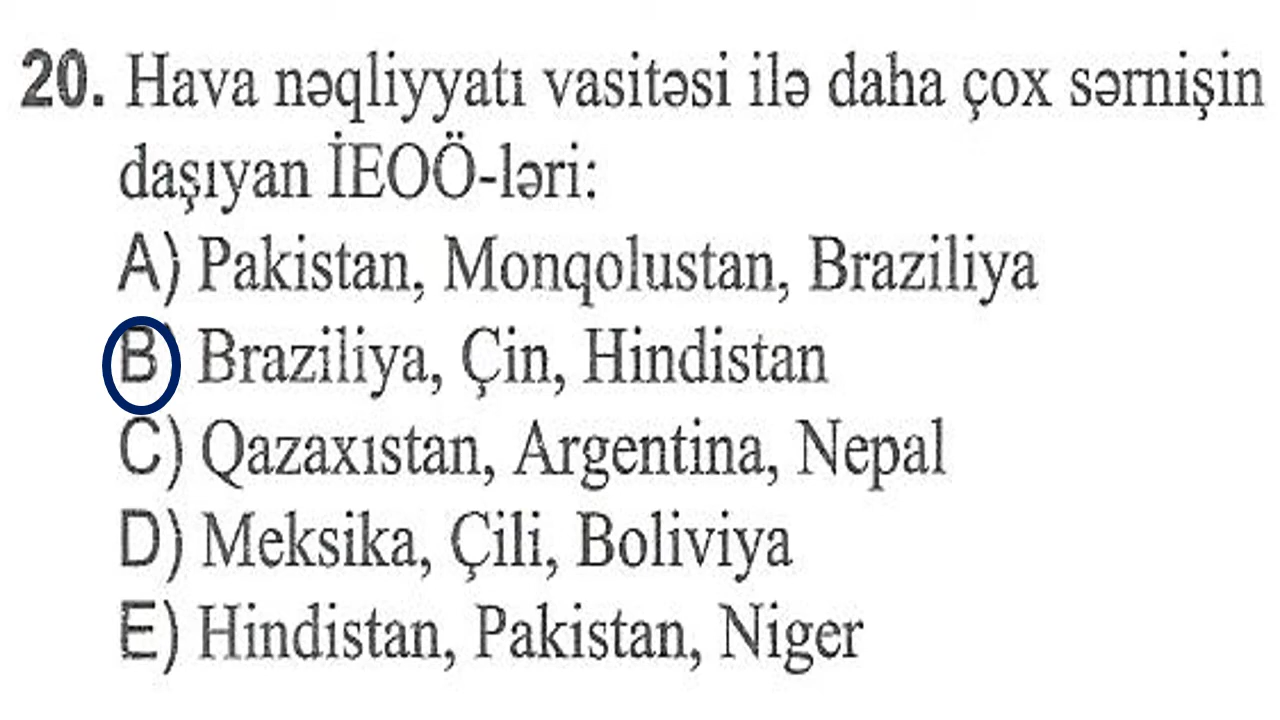 20. Hava nəqliyyatı vasitəsi ilə daha çox sərnişin
daşıyan İEOÖ-ləri:
A) Pakistan, Monqolustan, Braziliya
B) Braziliya, Çin, Hindistan
C) Qazaxıstan, Argentina, Nepal
D) Meksika, Çili, Boliviya
E) Hindistan, Pakistan, Niger